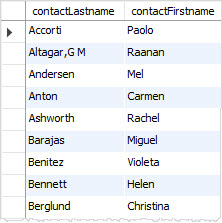 contactLastname contactFirstname
Accorti Paolo
Altagar,G M Raanan
Andersen Mel
Anton Carmen
Ashworth Rachel
Barajas Miguel
Benitez Violeta
Bennett Helen
Berglund Christina